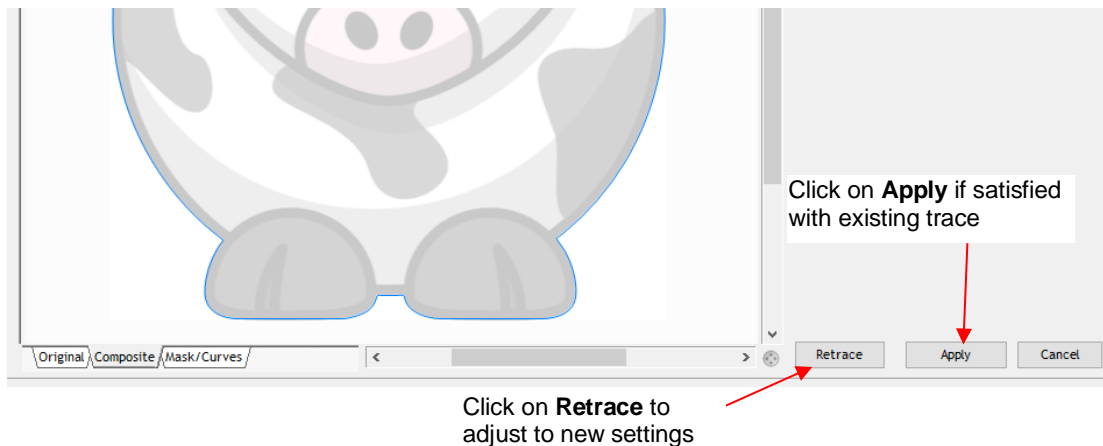 Click on Apply if satisfied
with existing trace
Original Composite Mask/Curves
Retrace Apply Cancel
Click on Retrace to
adjust to new settings